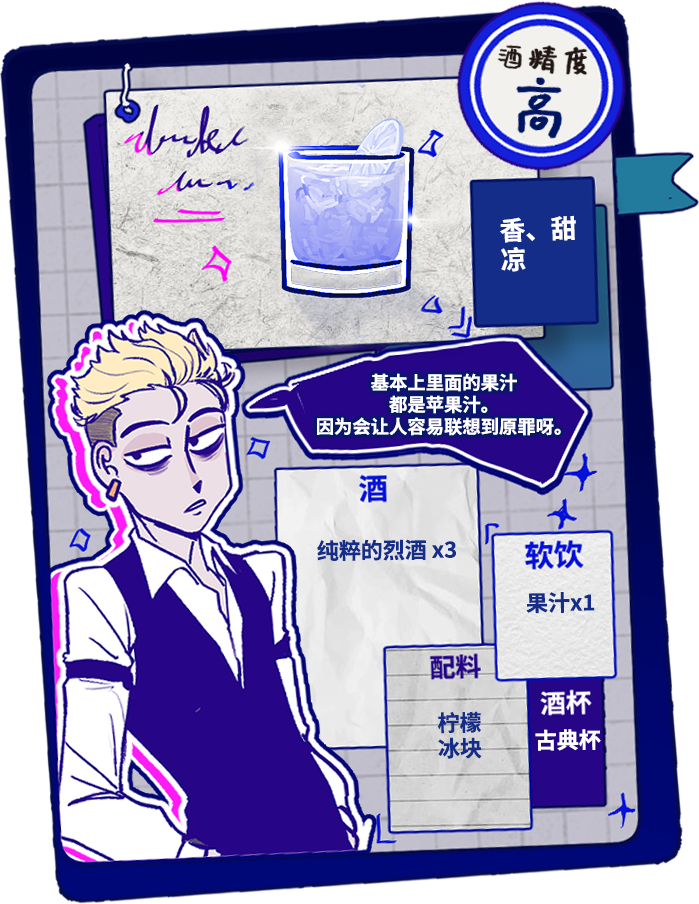 酒精度
高
香、甜
凉
基本上里面的果汁
都是苹果汁。
因为会让人容易联想到原罪呀。
酒
纯粹的烈酒 x3
软饮
果汁x1
配料
柠檬
冰块
酒杯
古典杯